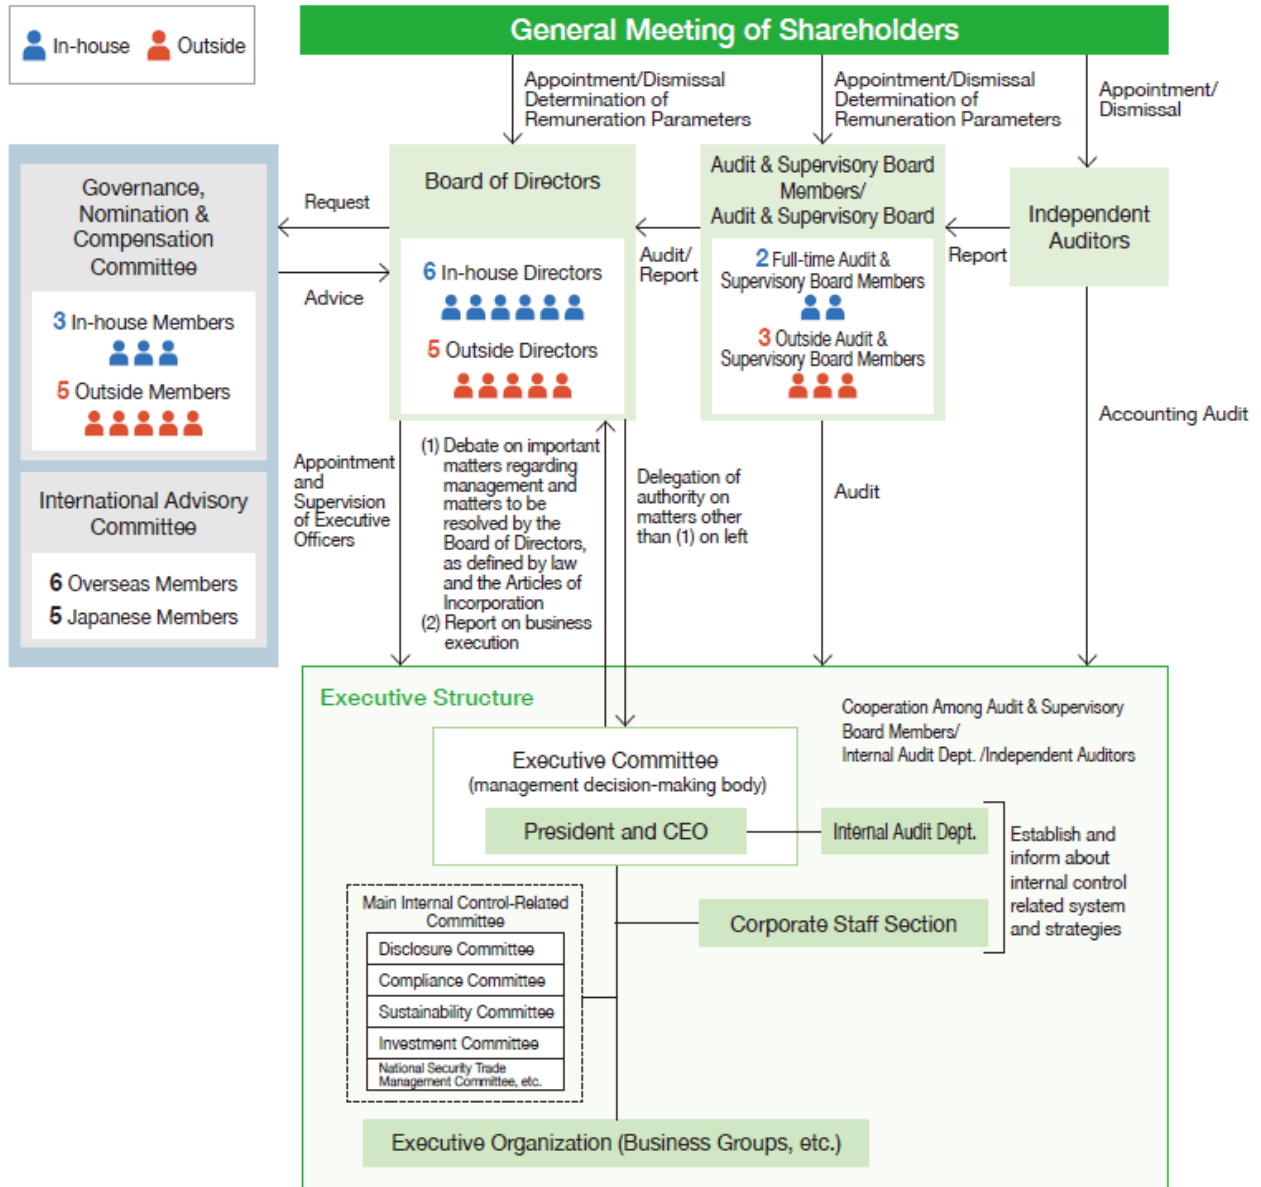 In-house
Outside
General Meeting of Shareholders
Appointment/Dismissal
Determination of
Remuneration Parameters
Appointment/Dismissal
Determination of
Remuneration Parameters
Appointment/
Dismissal
Governance,
Nomination &
Compensation
Committee
3 In-house Members
5 Outside Members
International Advisory
Committee
6 Overseas Members
5 Japanese Members
Request
Advice
Board of Directors
6 In-house Directors
5 Outside Directors
Audit/
Report
Audit & Supervisory Board
Members/
Audit & Supervisory Board
2 Full-time Audit &
Supervisory Board Members
3 Outside Audit &
Supervisory Board Members
Report
Independent
Auditors
Appointment
and
Supervision
of Executive
Officers
(1) Debate on important
matters regarding
management and
matters to be
resolved by the
Board of Directors,
as defined by law
and the Articles of
Incorporation
(2) Report on business
execution
Delegation of
authority on
matters other
than (1) on left
Audit
Accounting Audit
Executive Structure
Cooperation Among Audit & Supervisory
Board Members/
Internal Audit Dept. /Independent Auditors
Executive Committee
(management decision-making body)
President and CEO
Internal Audit Dept.
Corporate Staff Section
Establish and
inform about
internal control
related system
and strategies
Main Internal Control-Related
Committee
Disclosure Committee
Compliance Committee
Sustainability Committee
Investment Committee
National Security Trade
Management Committee, etc.
Executive Organization (Business Groups, etc.)